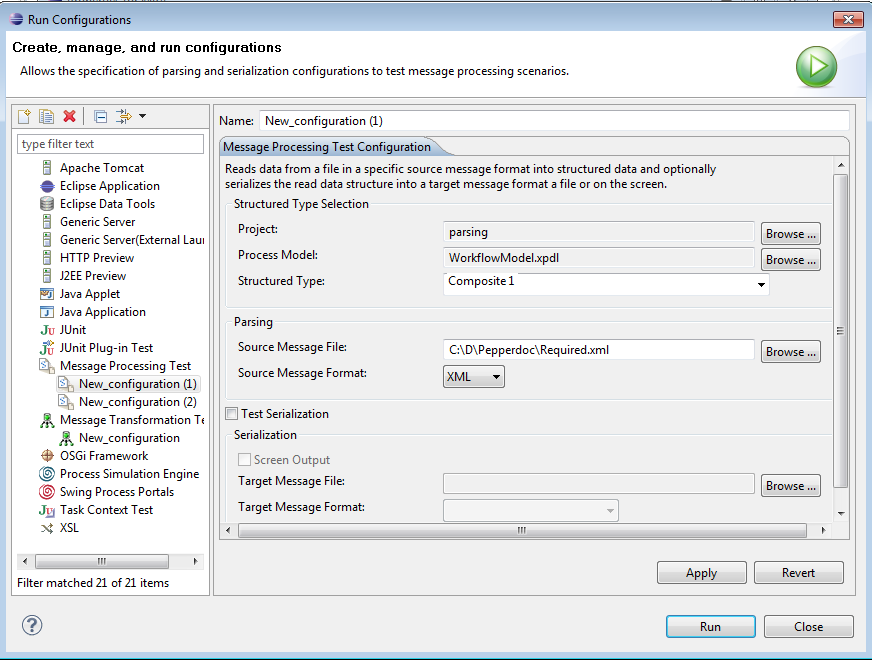 Run Configurations
Create, manage, and run configurations
Allows the specification of parsing and serialization configurations to test message processing scenarios.
type filter text
Apache Tomcat
Eclipse Application
Eclipse Data Tools
Generic Server
Generic Server(External Lau
HTTP Preview
J2EE Preview
Java Applet
Java Application
JUnit
JUnit Plug-in Test
Message Processing Test
New_configuration (1)
New_configuration (2)
Message Transformation Te
New_configuration
OSGi Framework
Process Simulation Engine
Swing Process Portals
Task Context Test
XSL
Filter matched 21 of 21 items
Name: New_configuration (1)
Message Processing Test Configuration
Reads data from a file in a specific source message format into structured data and optionally
serializes the read data structure into a target message format a file or on the screen.
Structured Type Selection
Project: parsing Browse ...
Process Model: WorkflowModel.xpdl Browse ...
Structured Type: Composite 1
Parsing
Source Message File: C:\D\Pepperdoc\Required.xml Browse ...
Source Message Format: XML
Test Serialization
Serialization
Screen Output
Target Message File: Browse ...
Target Message Format:
Apply Revert
Run Close